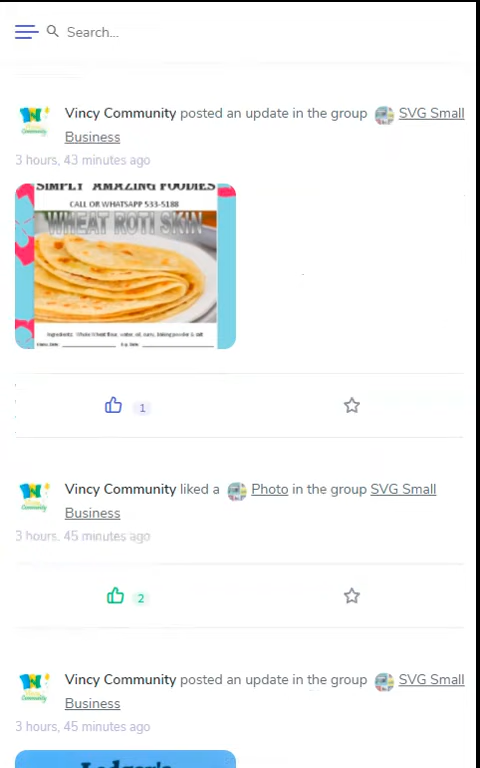 Search...
Vincy Community posted an update in the group SVG Small
Business
3 hours, 43 minutes ago
SIMPLY AMAZING FOODIES
CALL OR WHATSAPP 533-5188
WHEAT ROTI SKIN
1
Vincy Community liked a Photo in the group SVG Small
Business
3 hours, 45 minutes ago
2
Vincy Community posted an update in the group SVG Small
Business
3 hours, 45 minutes ago